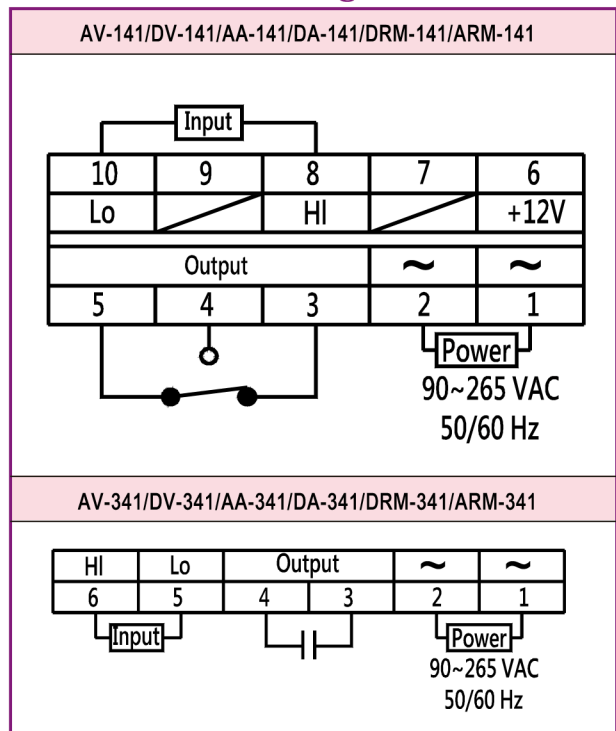 AV-141/DV-141/AA-141/DA-141/DRM-141/ARM-141
Input
10 9 8 7 6
Lo HI +12V
Output ~ ~
5 4 3 2 1
Power
90~265 VAC
50/60 Hz
AV-341/DV-341/AA-341/DA-341/DRM-341/ARM-341
HI Lo Output ~ ~
6 5 4 3 2 1
Input Power
90~265 VAC
50/60 Hz